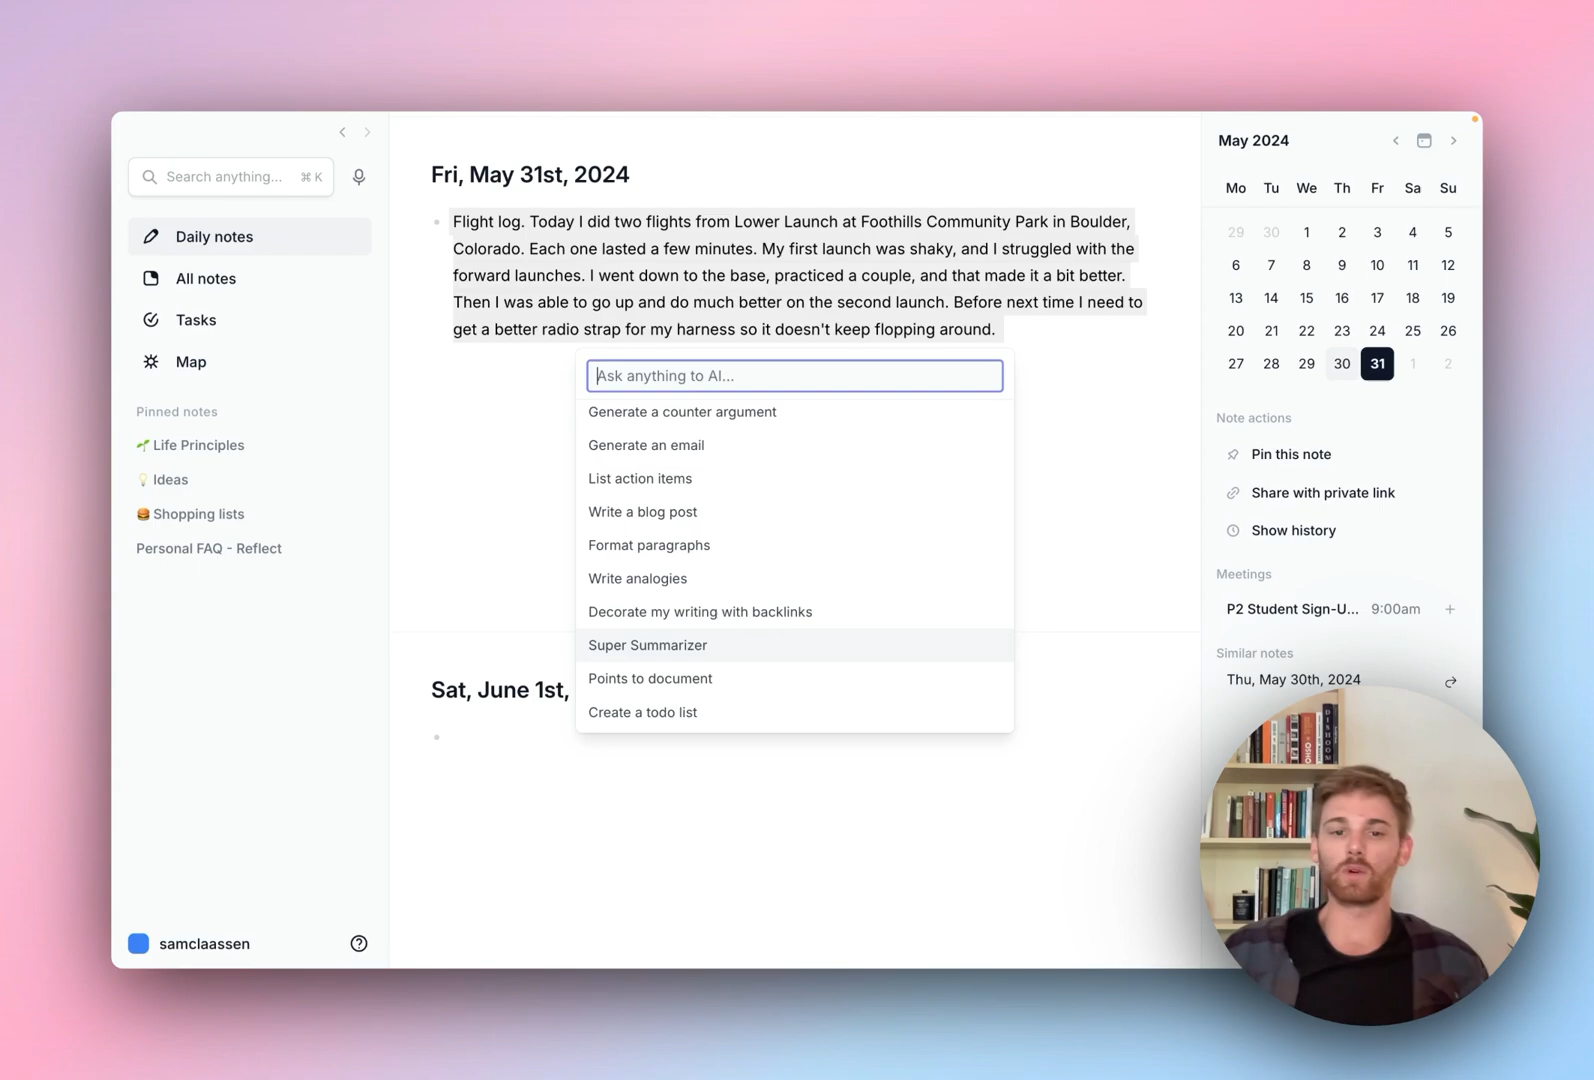 Search anything... ⌘ K
Daily notes
All notes
Tasks
Map
Pinned notes
🌱 Life Principles
💡 Ideas
🍔 Shopping lists
Personal FAQ - Reflect
samclaassen
Fri, May 31st, 2024
Flight log. Today I did two flights from Lower Launch at Foothills Community Park in Boulder,
Colorado. Each one lasted a few minutes. My first launch was shaky, and I struggled with the
forward launches. I went down to the base, practiced a couple, and that made it a bit better.
Then I was able to go up and do much better on the second launch. Before next time I need to
get a better radio strap for my harness so it doesn't keep flopping around.
Ask anything to AI...
Generate a counter argument
Generate an email
List action items
Write a blog post
Format paragraphs
Write analogies
Decorate my writing with backlinks
Super Summarizer
Points to document
Create a todo list
Sat, June 1st,
May 2024
Mo Tu We Th Fr Sa Su
29 30 1 2 3 4 5
6 7 8 9 10 11 12
13 14 15 16 17 18 19
20 21 22 23 24 25 26
27 28 29 30 31 1 2
Note actions
Pin this note
Share with private link
Show history
Meetings
P2 Student Sign-U... 9:00am +
Similar notes
Thu, May 30th, 2024
DISHOOM